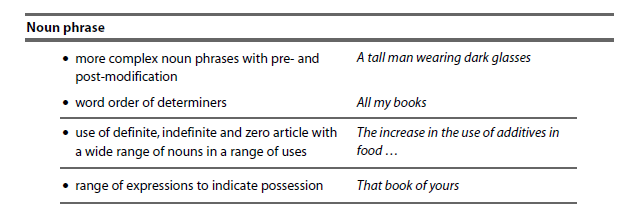 Noun phrase
• more complex noun phrases with pre- and
post-modification
A tall man wearing dark glasses
• word order of determiners
All my books
• use of definite, indefinite and zero article with
a wide range of nouns in a range of uses
The increase in the use of additives in
food …
• range of expressions to indicate possession
That book of yours